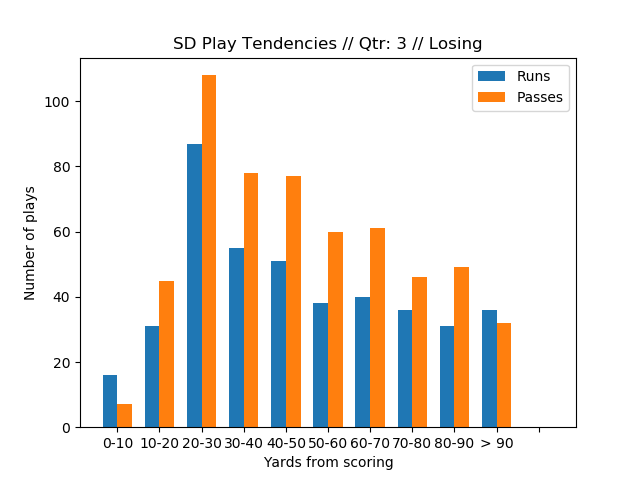 SD Play Tendencies // Qtr: 3 // Losing
Runs
Passes
Number of plays
100
80
60
40
20
0
0-10 10-20 20-30 30-40 40-50 50-60 60-70 70-80 80-90 > 90
Yards from scoring